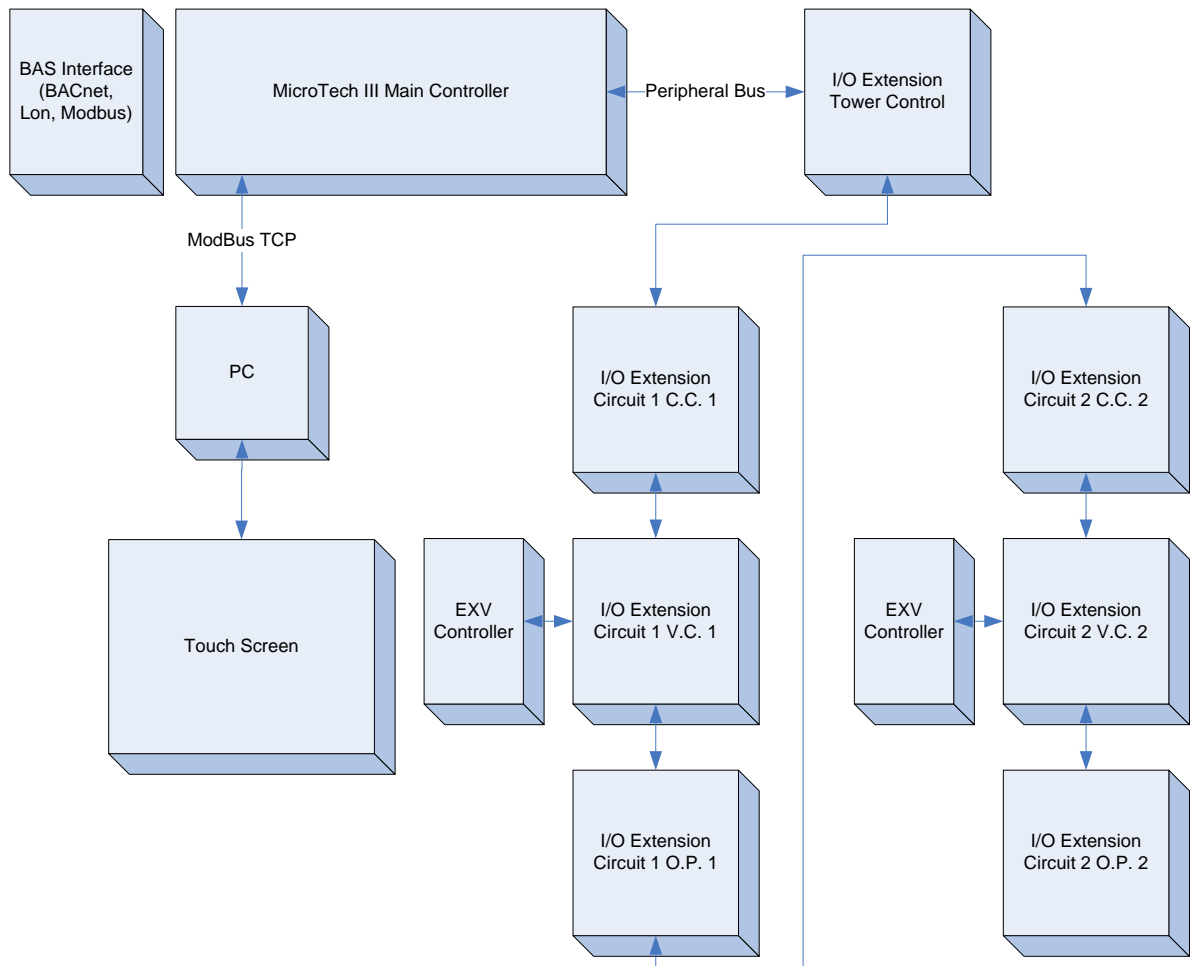 BAS Interface
(BACnet,
Lon, Modbus)
MicroTech III Main Controller
Peripheral Bus
I/O Extension
Tower Control
ModBus TCP
PC
I/O Extension
Circuit 1 C.C. 1
I/O Extension
Circuit 2 C.C. 2
Touch Screen
EXV
Controller
I/O Extension
Circuit 1 V.C. 1
EXV
Controller
I/O Extension
Circuit 2 V.C. 2
I/O Extension
Circuit 1 O.P. 1
I/O Extension
Circuit 2 O.P. 2